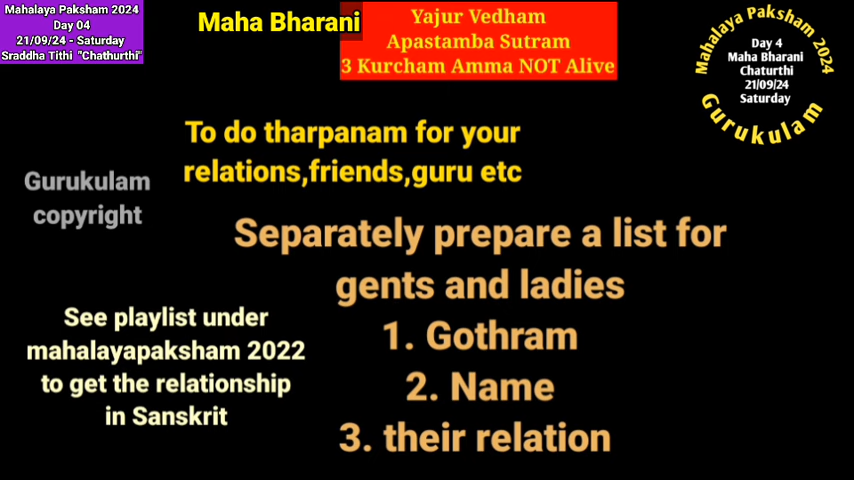 Mahalaya Paksham 2024
Day 04
21/09/24 - Saturday
Sraddha Tithi "Chathurthi"
Maha Bharani
Yajur Vedham
Apastamba Sutram
3 Kurcham Amma NOT Alive
Mahalaya Paksham 2024
Day 4
Maha Bharani
Chaturthi
21/09/24
Saturday
Gurukulam
To do tharpanam for your
relations,friends,guru etc
Gurukulam
copyright
Separately prepare a list for
gents and ladies
1. Gothram
2. Name
3. their relation
See playlist under
mahalayapaksham 2022
to get the relationship
in Sanskrit